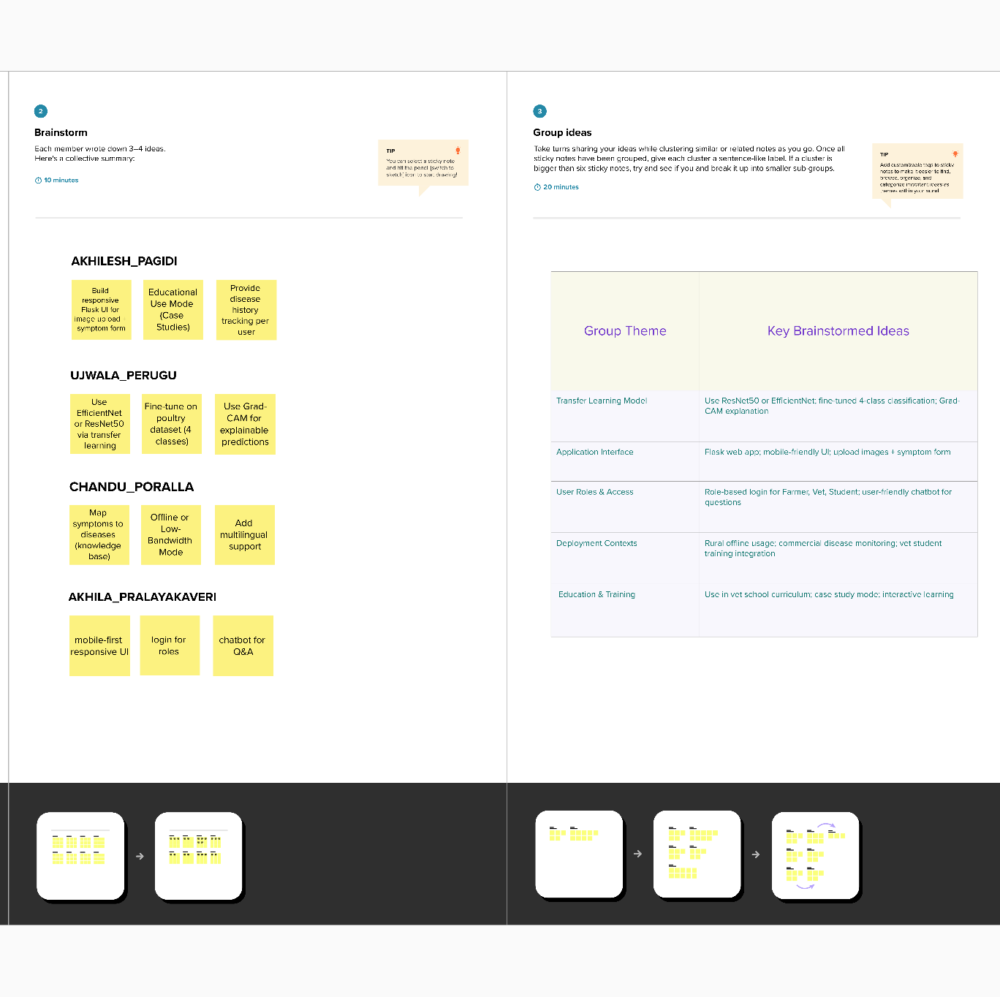 2
Brainstorm
Each member wrote down 3–4 ideas.
Here's a collective summary:
10 minutes
TIP
You can select a sticky note
and hit the pencil [switch to
sketch] icon to start drawing!
AKHILESH_PAGIDI
Build
responsive
Flask UI for
image upload +
symptom form
Educational
Use Mode
(Case
Studies)
Provide
disease
history
tracking per
user
UJWALA_PERUGU
Use
EfficientNet
or ResNet50
via transfer
learning
Fine-tune on
poultry
dataset (4
classes)
Use Grad-
CAM for
explainable
predictions
CHANDU_PORALLA
Map
symptoms to
diseases
(knowledge
base)
Offline or
Low-
Bandwidth
Mode
Add
multilingual
support
AKHILA_PRALAYAKAVERI
mobile-first
responsive UI
login for
roles
chatbot for
Q&A
3
Group ideas
Take turns sharing your ideas while clustering similar or related notes as you go. Once all
sticky notes have been grouped, give each cluster a sentence-like label. If a cluster is
bigger than six sticky notes, try and see if you and break it up into smaller sub-groups.
20 minutes
TIP
Add customizable tags to sticky
notes to make it easier to find,
browse, organize, and
categorize important ideas as
themes within your mural.
Group Theme
Key Brainstormed Ideas
Transfer Learning Model
Use ResNet50 or EfficientNet; fine-tuned 4-class classification; Grad-
CAM explanation
Application Interface
Flask web app; mobile-friendly UI; upload images + symptom form
User Roles & Access
Role-based login for Farmer, Vet, Student; user-friendly chatbot for
questions
Deployment Contexts
Rural offline usage; commercial disease monitoring; vet student
training integration
Education & Training
Use in vet school curriculum; case study mode; interactive learning